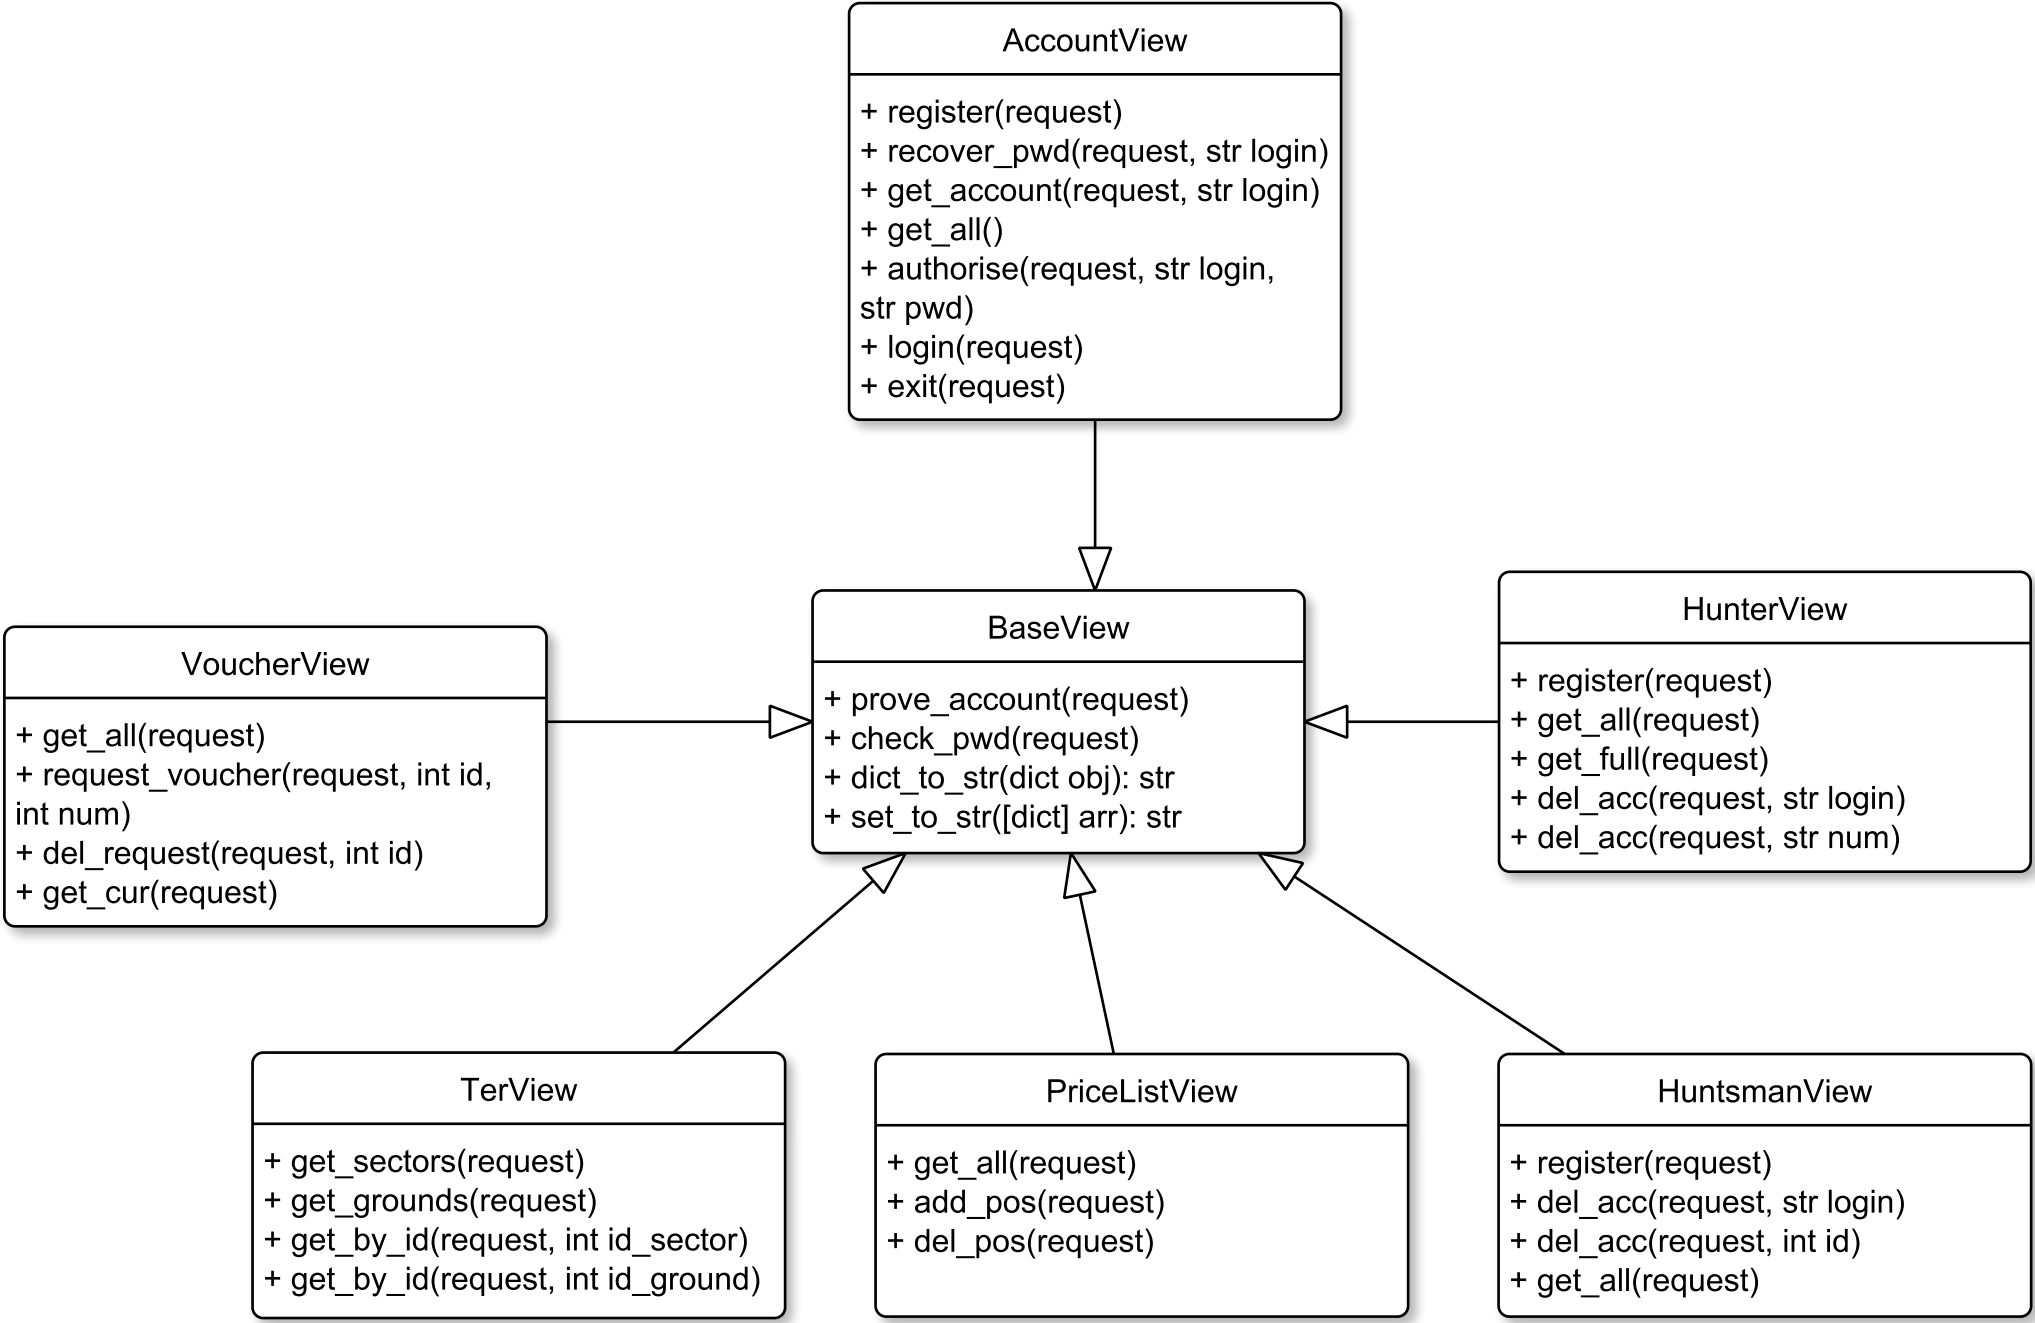 AccountView
+ register(request)
+ recover_pwd(request, str login)
+ get_account(request, str login)
+ get_all()
+ authorise(request, str login,
str pwd)
+ login(request)
+ exit(request)
VoucherView
+ get_all(request)
+ request_voucher(request, int id,
int num)
+ del_request(request, int id)
+ get_cur(request)
BaseView
+ prove_account(request)
+ check_pwd(request)
+ dict_to_str(dict obj): str
+ set_to_str([dict] arr): str
HunterView
+ register(request)
+ get_all(request)
+ get_full(request)
+ del_acc(request, str login)
+ del_acc(request, str num)
TerView
+ get_sectors(request)
+ get_grounds(request)
+ get_by_id(request, int id_sector)
+ get_by_id(request, int id_ground)
PriceListView
+ get_all(request)
+ add_pos(request)
+ del_pos(request)
HuntsmanView
+ register(request)
+ del_acc(request, str login)
+ del_acc(request, int id)
+ get_all(request)